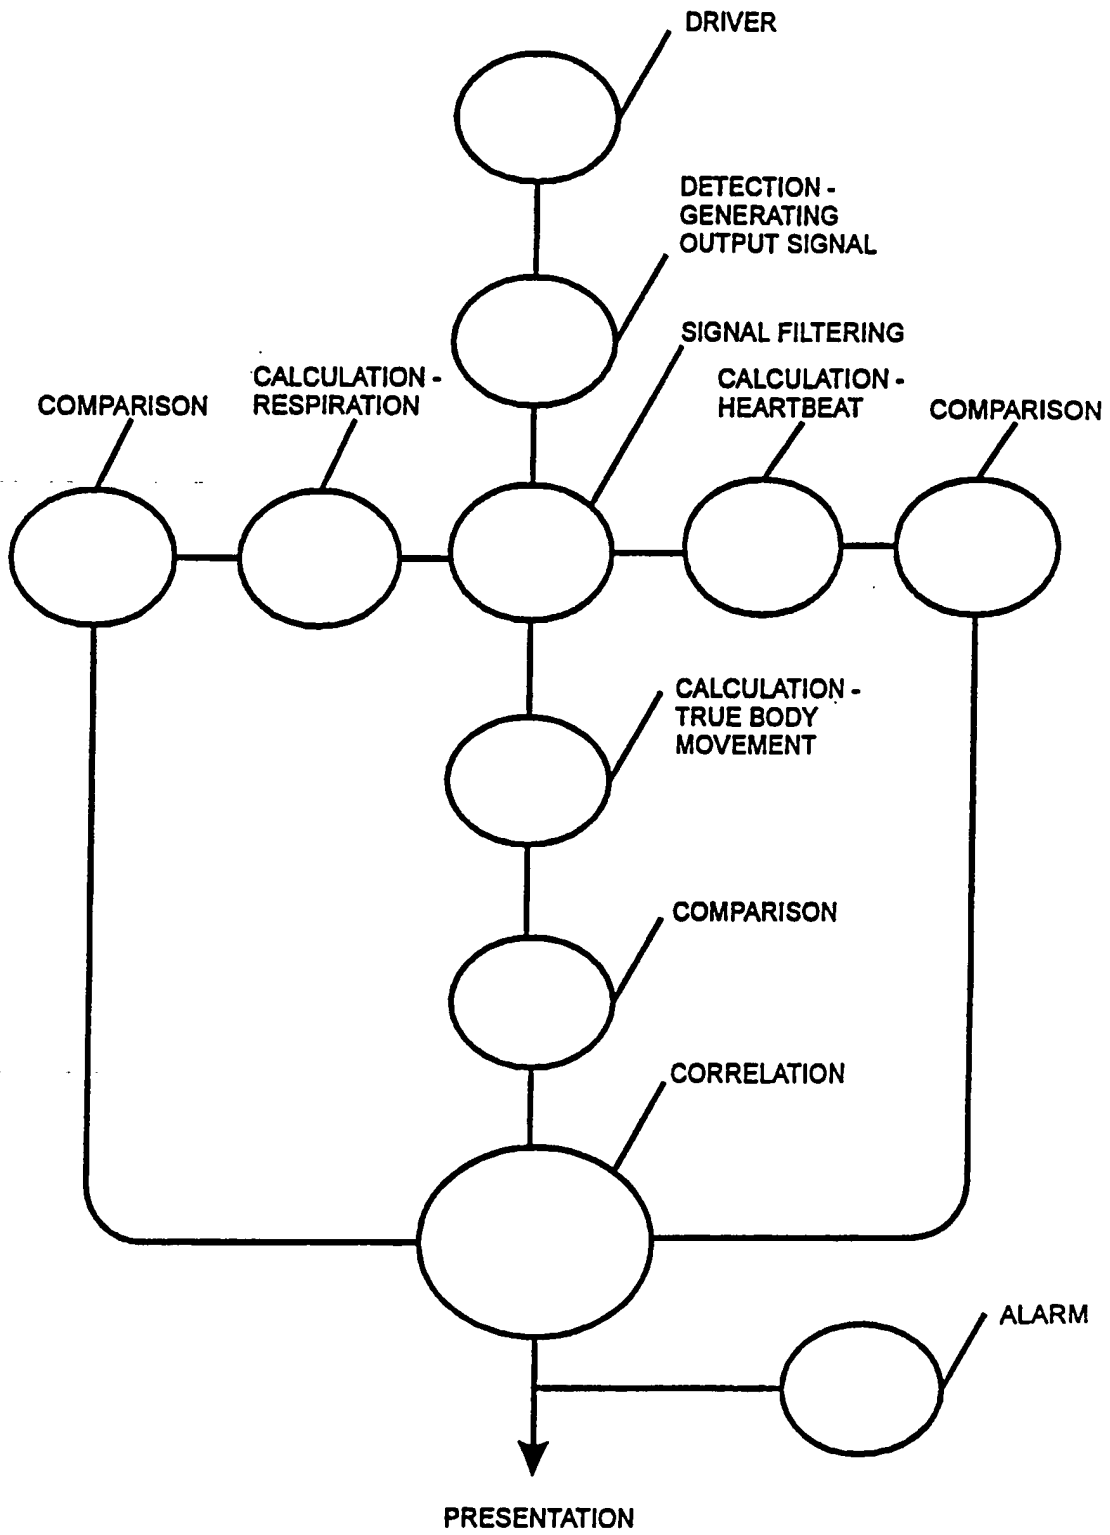 DRIVER
DETECTION -
GENERATING
OUTPUT SIGNAL
SIGNAL FILTERING
CALCULATION -
RESPIRATION
CALCULATION -
HEARTBEAT
COMPARISON
COMPARISON
CALCULATION -
TRUE BODY
MOVEMENT
COMPARISON
CORRELATION
ALARM
PRESENTATION